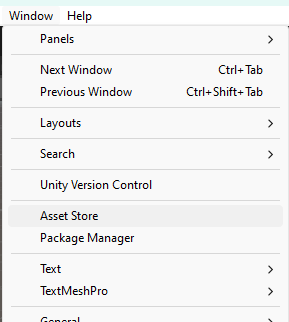 Window Help
Panels
Next Window Ctrl+Tab
Previous Window Ctrl+Shift+Tab
Layouts
Search
Unity Version Control
Asset Store
Package Manager
Text
TextMeshPro
General